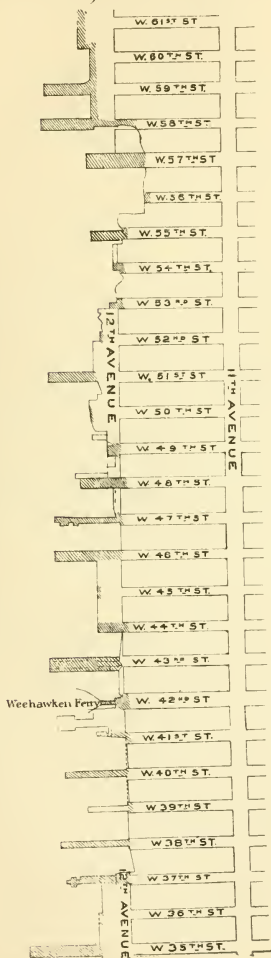 W. 61ST ST.
W. 60TH ST.
W. 59TH ST.
W. 58TH ST.
W. 57TH ST
W. 56TH ST.
W. 55TH ST.
W. 54TH ST.
W. 53RD ST.
12TH AVENUE
W. 52ND ST
W. 51ST ST
11TH AVENUE
W. 50TH ST.
W. 49TH ST
W. 48TH ST.
W. 47TH ST
W. 46TH ST.
W. 45TH ST.
W. 44TH ST.
W. 43RD ST.
Weehawken Ferry
W. 42ND ST
W. 41ST ST.
W. 40TH ST.
W. 39TH ST
W. 38TH ST.
W. 37TH ST
12TH AVENUE
W. 36TH ST
W. 35TH ST.